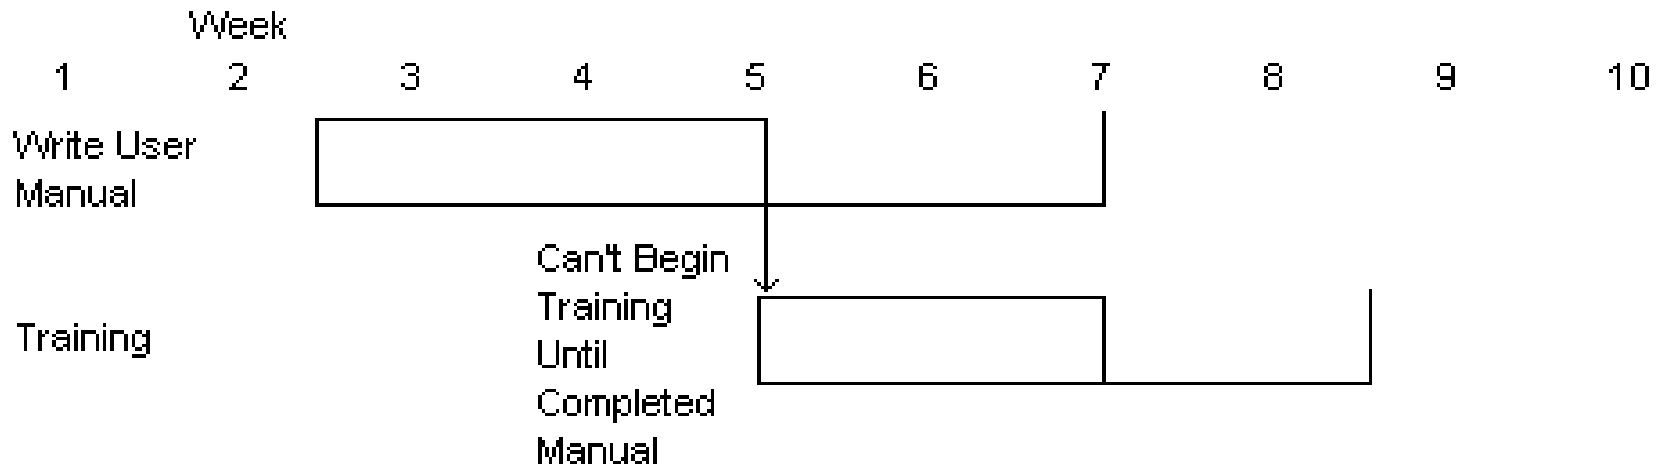 Week
1 2 3 4 5 6 7 8 9 10
Write User
Manual
Can't Begin
Training
Until
Completed
Manual
Training